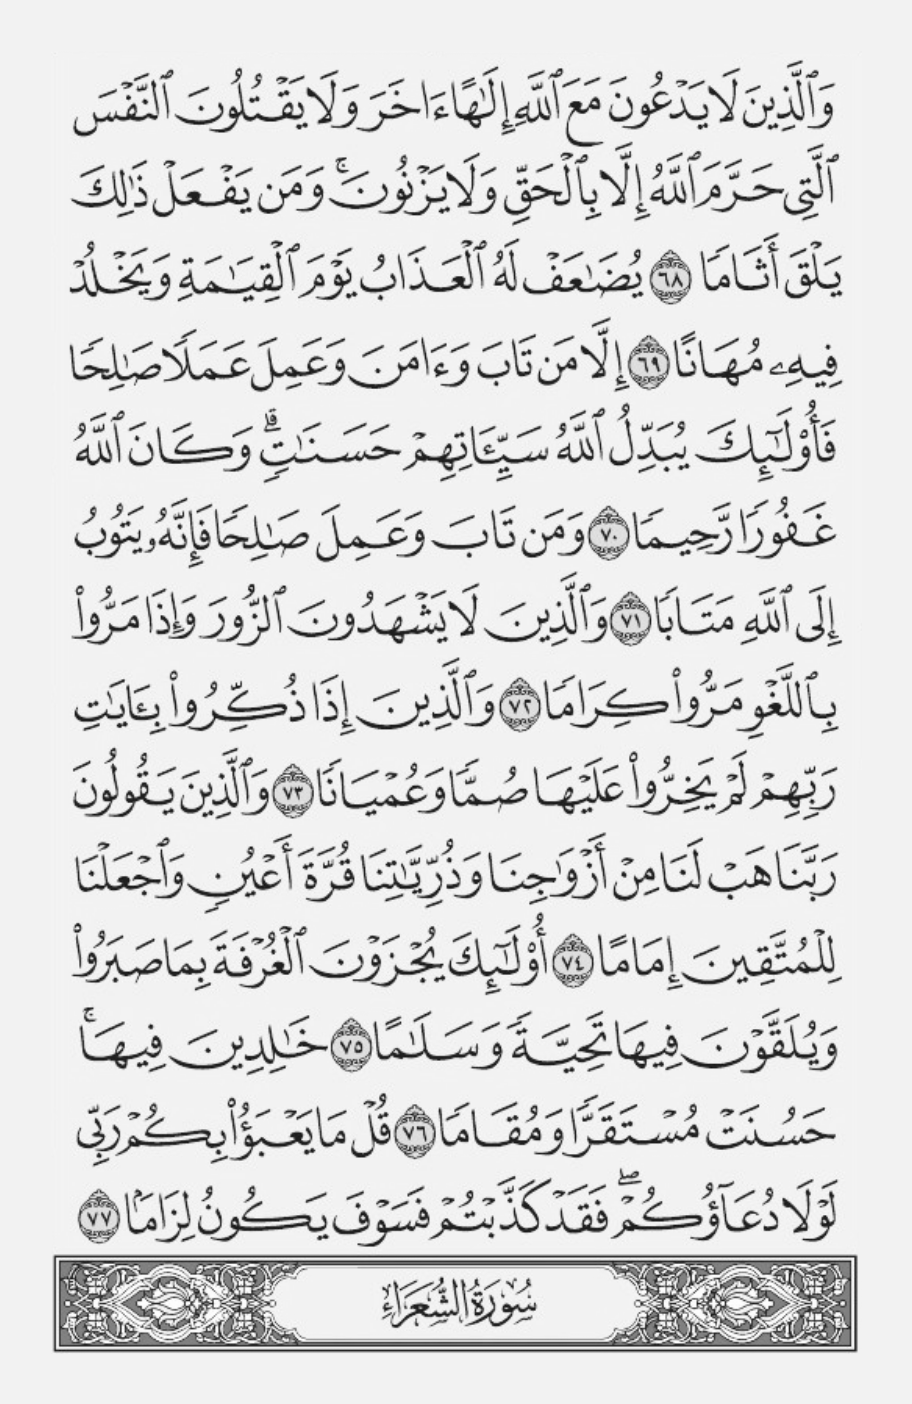 وَٱلَّذِينَ لَا يَدْعُونَ مَعَ ٱللَّهِ إِلَٰهًا ءَاخَرَ وَلَا يَقْتُلُونَ ٱلنَّفْسَ
ٱلَّتِى حَرَّمَ ٱللَّهُ إِلَّا بِٱلْحَقِّ وَلَا يَزْنُونَ ۚ وَمَن يَفْعَلْ ذَٰلِكَ
يَلْقَ أَثَامًا ٦٨ يُضَٰعَفْ لَهُ ٱلْعَذَابُ يَوْمَ ٱلْقِيَٰمَةِ وَيَخْلُدْ
فِيهِۦ مُهَانًا ٦٩ إِلَّا مَن تَابَ وَءَامَنَ وَعَمِلَ عَمَلًا صَٰلِحًا
فَأُو۟لَٰٓئِكَ يُبَدِّلُ ٱللَّهُ سَيِّـَٔاتِهِمْ حَسَنَٰتٍ ۗ وَكَانَ ٱللَّهُ
غَفُورًا رَّحِيمًا ٧٠ وَمَن تَابَ وَعَمِلَ صَٰلِحًا فَإِنَّهُۥ يَتُوبُ
إِلَى ٱللَّهِ مَتَابًا ٧١ وَٱلَّذِينَ لَا يَشْهَدُونَ ٱلزُّورَ وَإِذَا مَرُّوا۟
بِٱللَّغْوِ مَرُّوا۟ كِرَامًا ٧٢ وَٱلَّذِينَ إِذَا ذُكِّرُوا۟ بِـَٔايَٰتِ
رَبِّهِمْ لَمْ يَخِرُّوا۟ عَلَيْهَا صُمًّا وَعُمْيَانًا ٧٣ وَٱلَّذِينَ يَقُولُونَ
رَبَّنَا هَبْ لَنَا مِنْ أَزْوَٰجِنَا وَذُرِّيَّٰتِنَا قُرَّةَ أَعْيُنٍ وَٱجْعَلْنَا
لِلْمُتَّقِينَ إِمَامًا ٧٤ أُو۟لَٰٓئِكَ يُجْزَوْنَ ٱلْغُرْفَةَ بِمَا صَبَرُوا۟
وَيُلَقَّوْنَ فِيهَا تَحِيَّةً وَسَلَٰمًا ٧٥ خَٰلِدِينَ فِيهَا ۚ
حَسُنَتْ مُسْتَقَرًّا وَمُقَامًا ٧٦ قُلْ مَا يَعْبَؤُا۟ بِكُمْ رَبِّى
لَوْلَا دُعَآؤُكُمْ ۖ فَقَدْ كَذَّبْتُمْ فَسَوْفَ يَكُونُ لِزَامًۢا ٧٧
سُورَةُ الشُّعَرَاءِ